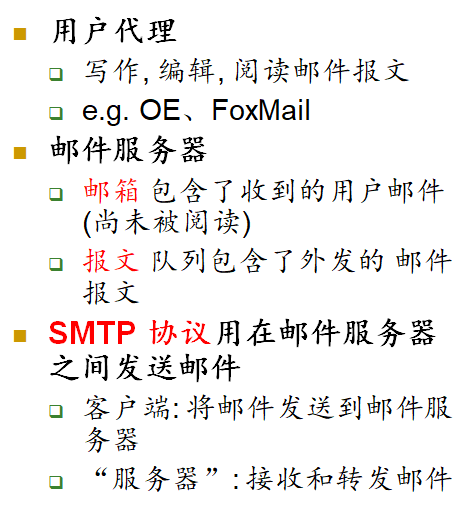 用户代理
写作, 编辑, 阅读邮件报文
e.g. OE、FoxMail
邮件服务器
邮箱 包含了收到的用户邮件
(尚未被阅读)
报文 队列包含了外发的 邮件
报文
SMTP 协议用在邮件服务器
之间发送邮件
客户端: 将邮件发送到邮件服
务器
“服务器”: 接收和转发邮件